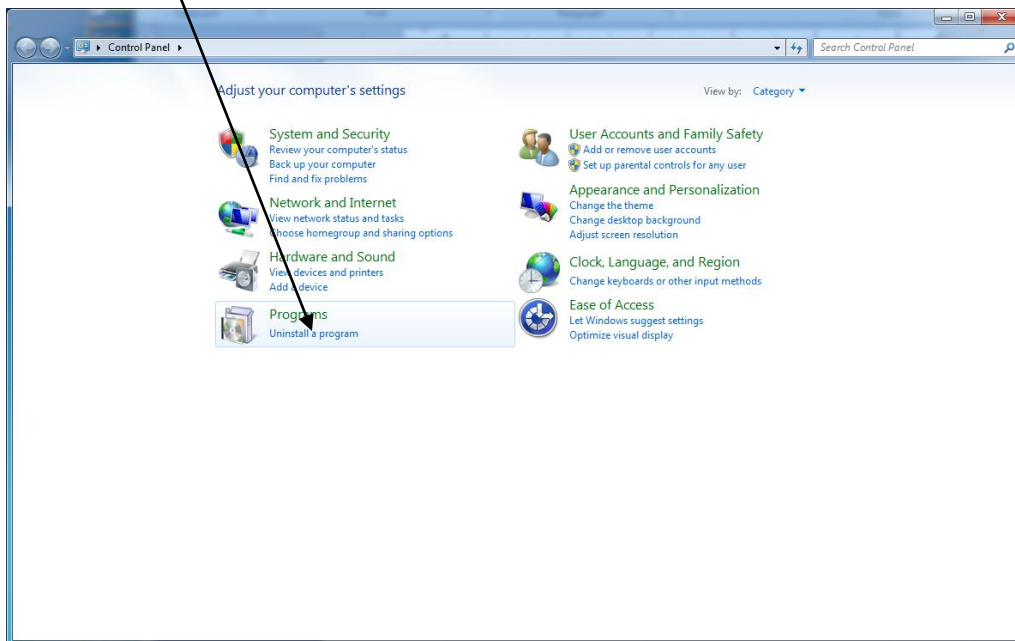 Control Panel
Search Control Panel
Adjust your computer's settings
View by: Category
System and Security
Review your computer's status
Back up your computer
Find and fix problems
Network and Internet
View network status and tasks
Choose homegroup and sharing options
Hardware and Sound
View devices and printers
Add a device
Programs
Uninstall a program
User Accounts and Family Safety
Add or remove user accounts
Set up parental controls for any user
Appearance and Personalization
Change the theme
Change desktop background
Adjust screen resolution
Clock, Language, and Region
Change keyboards or other input methods
Ease of Access
Let Windows suggest settings
Optimize visual display